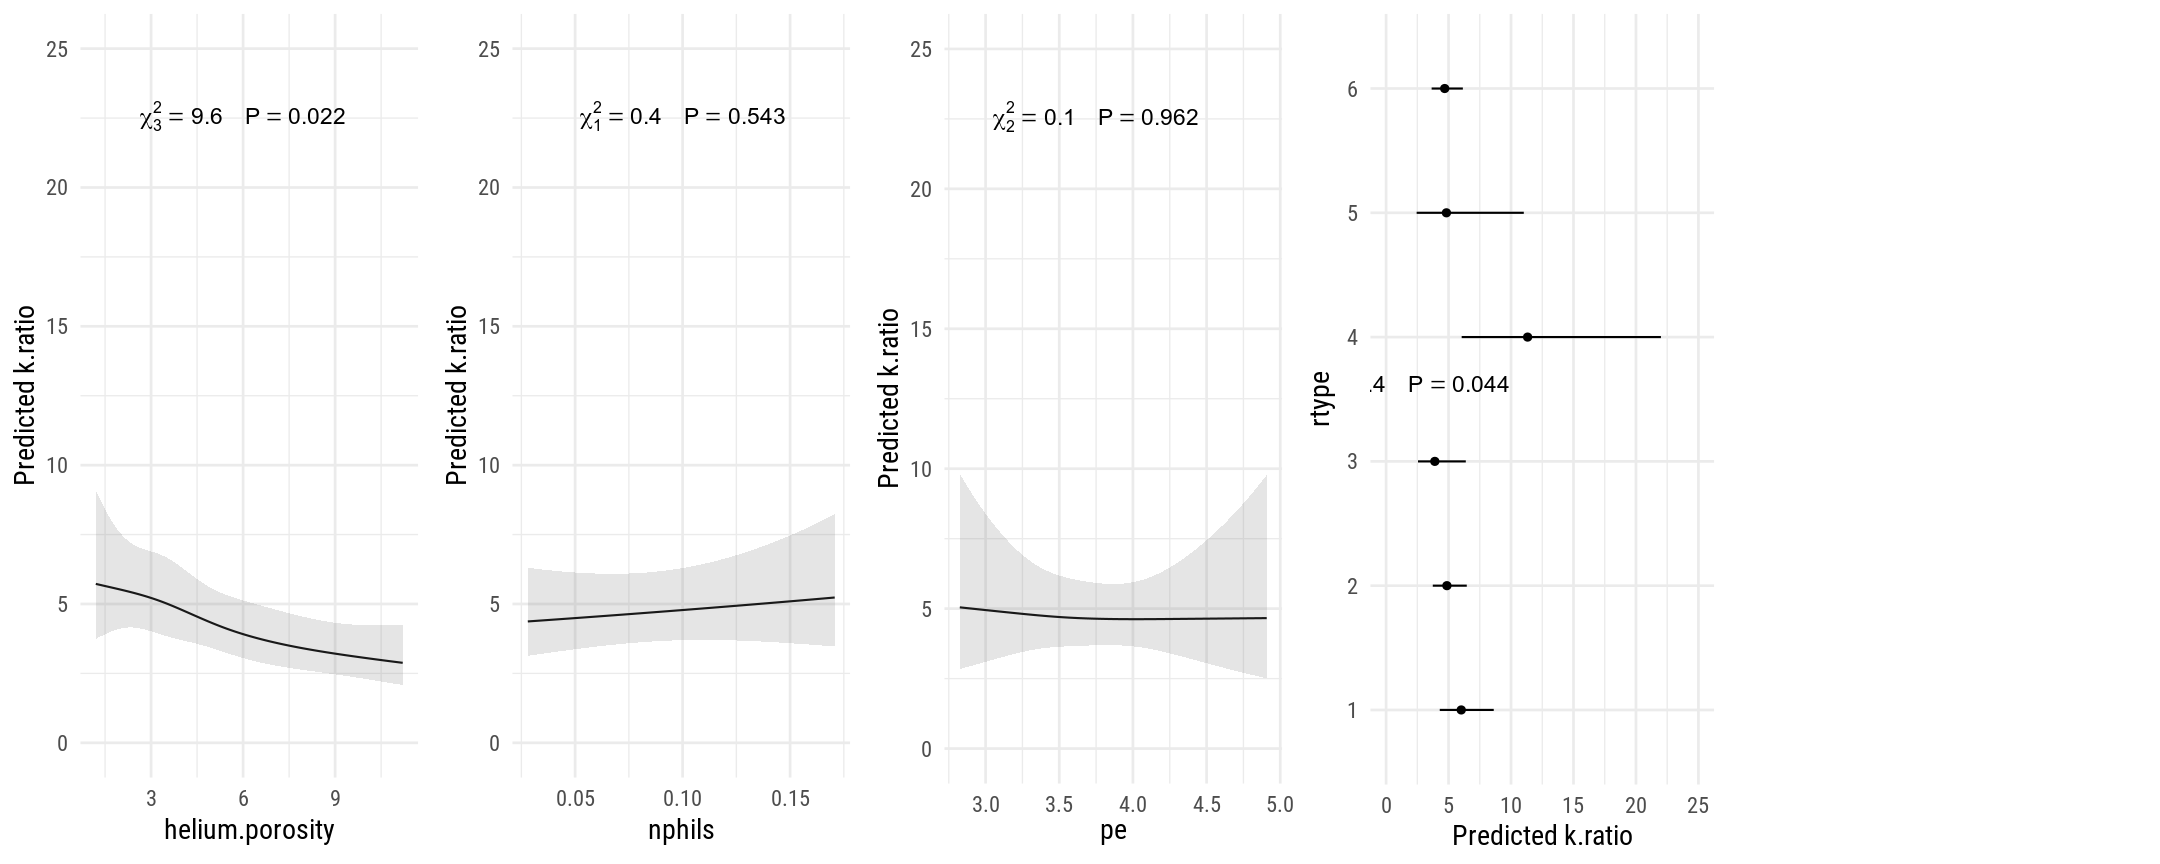 Predicted k.ratio
25
20
15
10
5
0
χ²₃ = 9.6 P = 0.022
3 6 9
helium.porosity
Predicted k.ratio
25
20
15
10
5
0
χ²₁ = 0.4 P = 0.543
0.05 0.10 0.15
nphils
Predicted k.ratio
25
20
15
10
5
0
χ²₂ = 0.1 P = 0.962
3.0 3.5 4.0 4.5 5.0
pe
rtype
6
5
4
.4 P = 0.044
3
2
1
0 5 10 15 20 25
Predicted k.ratio